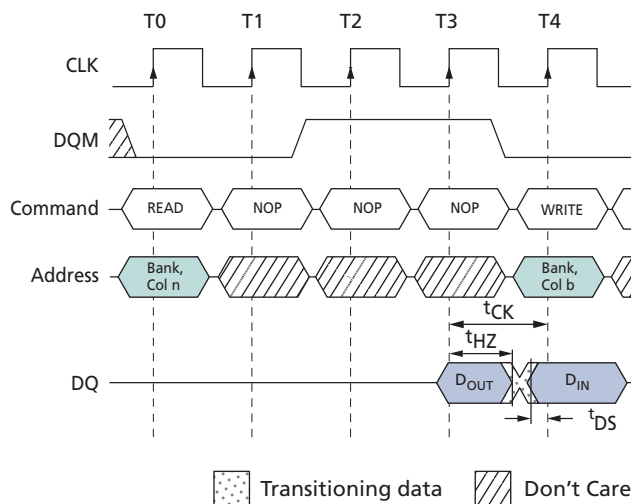 T0 T1 T2 T3 T4
CLK
DQM
Command READ NOP NOP NOP WRITE
Address Bank, Col n Bank, Col b
tCK
tHZ
DQ DOUT DIN
tDS
Transitioning data Don't Care